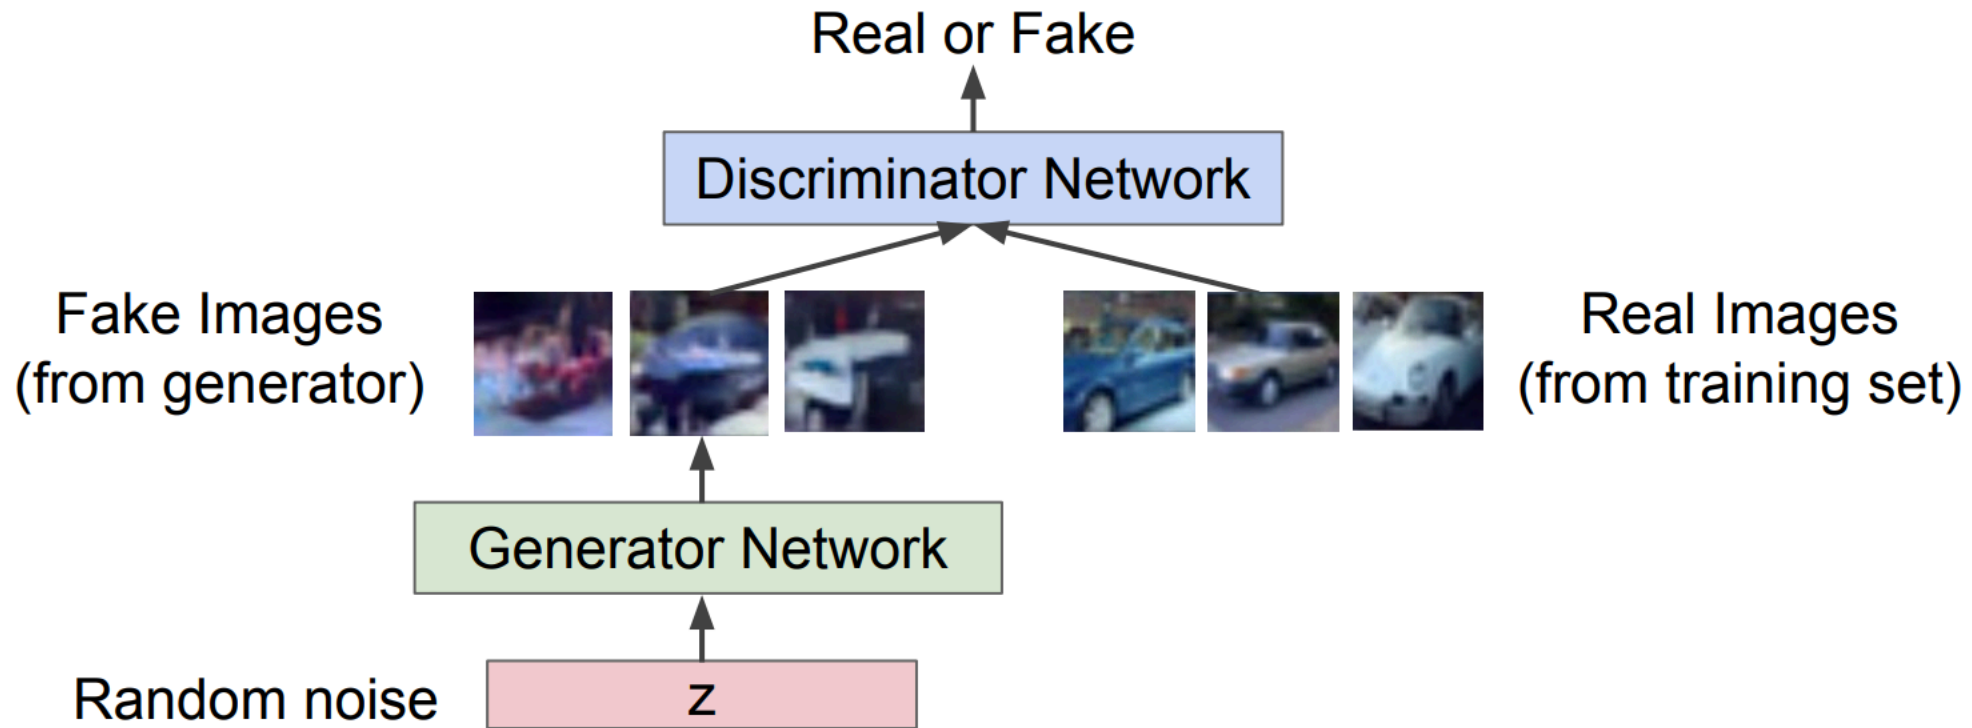 Real or Fake
Discriminator Network
Fake Images
(from generator)
Real Images
(from training set)
Generator Network
Random noise
z